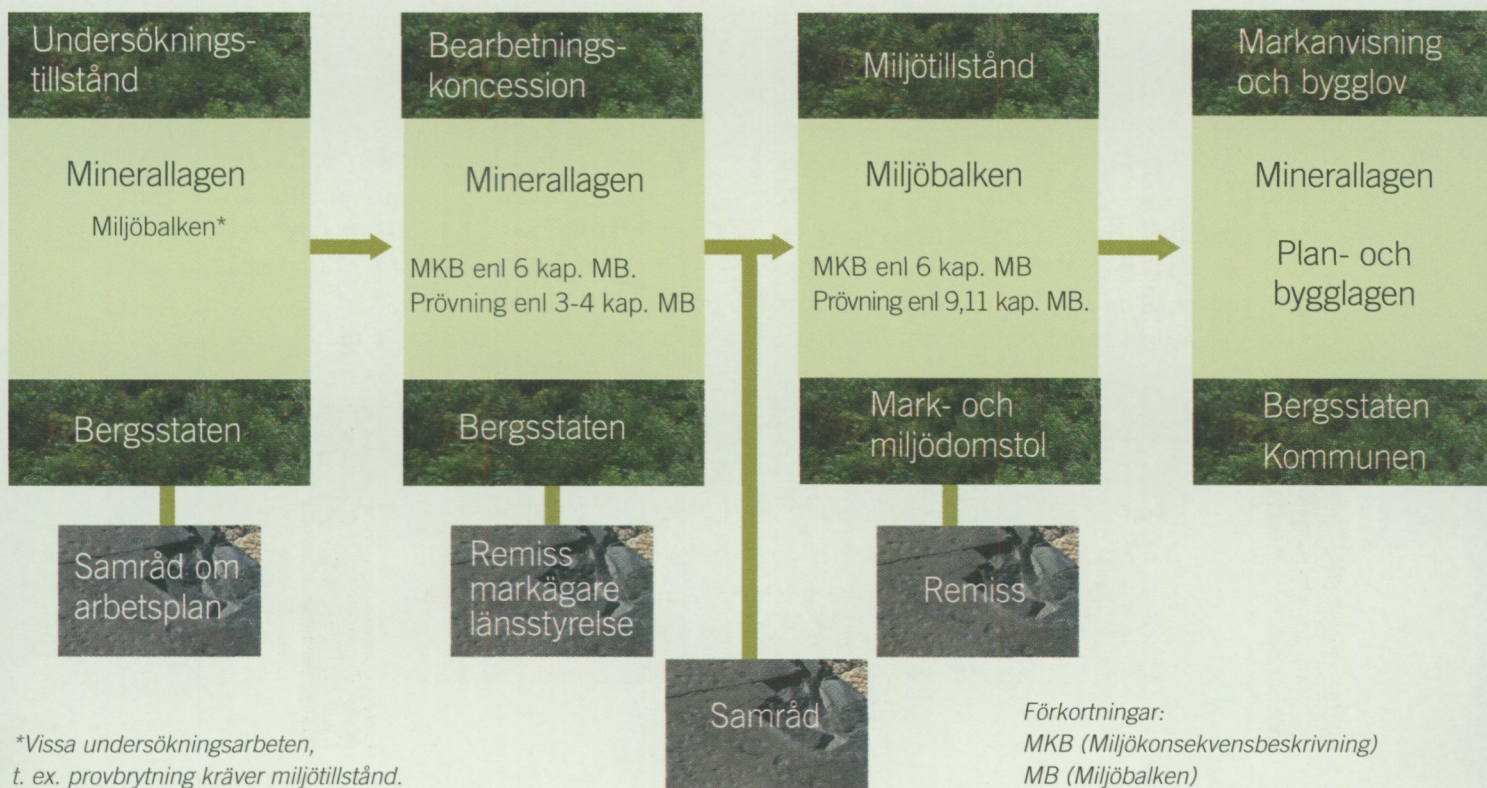 Undersöknings-
tillstånd
Minerallagen
Miljöbalken*
Bergsstaten
Samråd om
arbetsplan
Bearbetnings-
koncession
Minerallagen
MKB enl 6 kap. MB.
Prövning enl 3-4 kap. MB
Bergsstaten
Remiss
markägare
länsstyrelse
Samråd
Miljötillstånd
Miljöbalken
MKB enl 6 kap. MB
Prövning enl 9,11 kap. MB.
Mark- och
miljödomstol
Remiss
Markanvisning
och bygglov
Minerallagen
Plan- och
bygglagen
Bergsstaten
Kommunen
*Vissa undersökningsarbeten,
t. ex. provbrytning kräver miljötillstånd.
Förkortningar:
MKB (Miljökonsekvensbeskrivning)
MB (Miljöbalken)